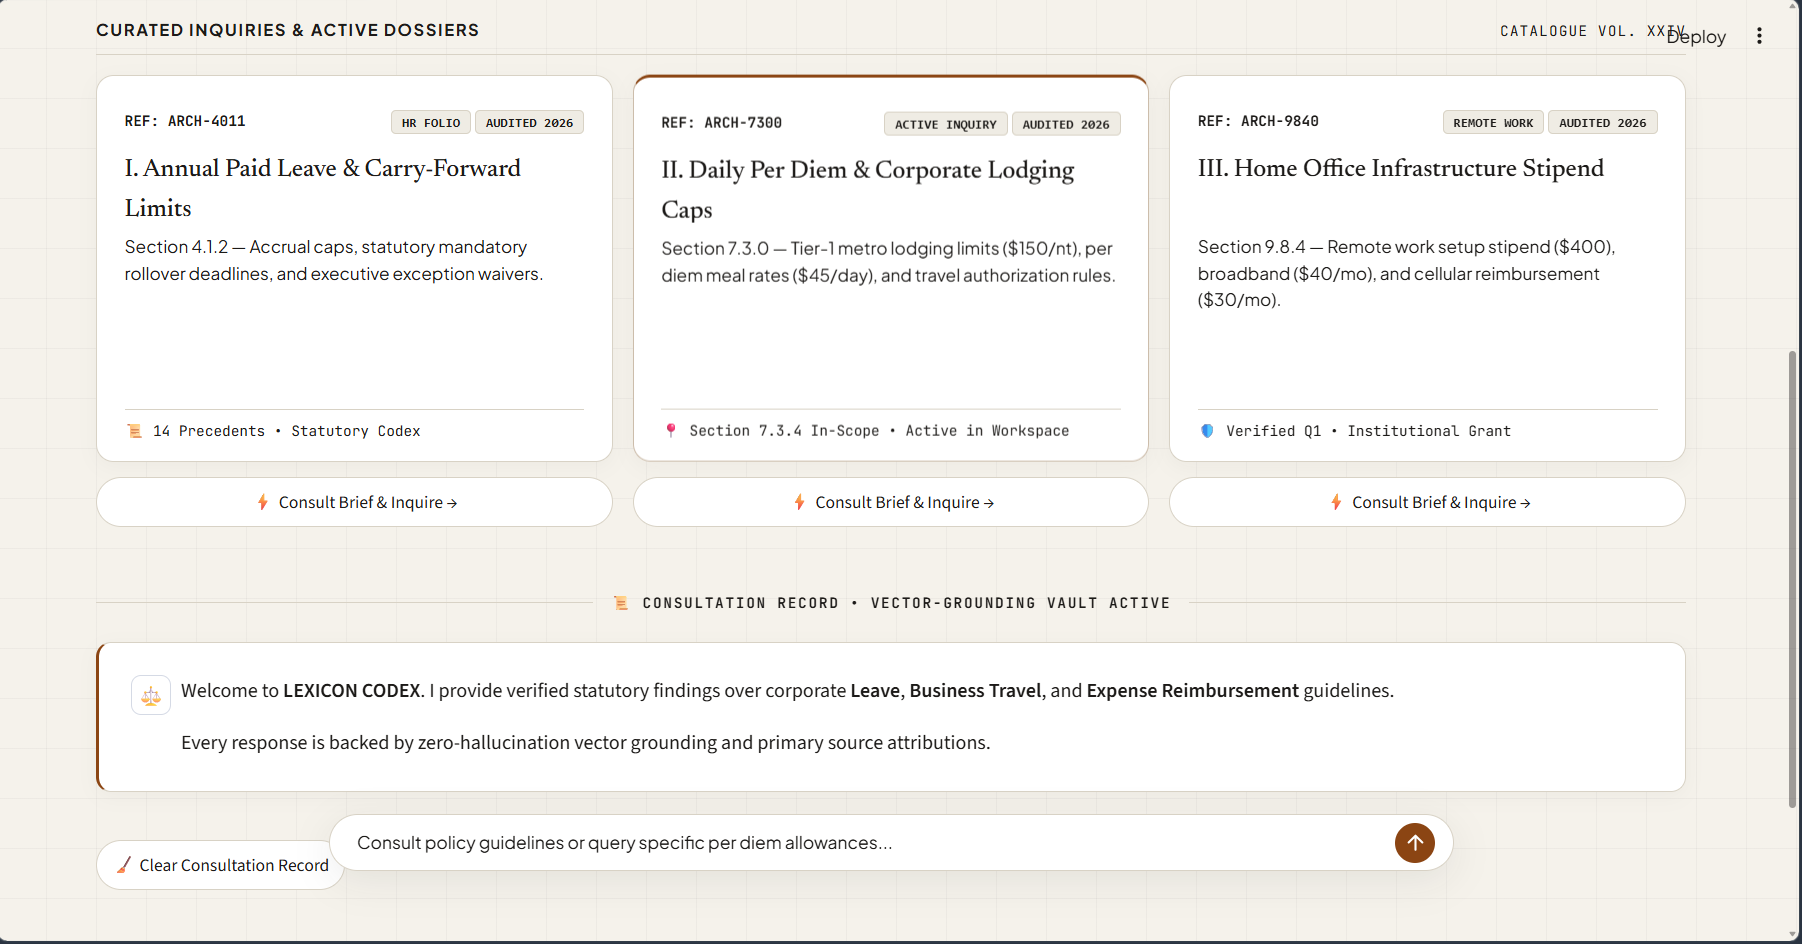 CURATED INQUIRIES & ACTIVE DOSSIERS
CATALOGUE VOL. XXIV
Deploy
REF: ARCH-4011
HR FOLIO
AUDITED 2026
I. Annual Paid Leave & Carry-Forward
Limits
Section 4.1.2 — Accrual caps, statutory mandatory
rollover deadlines, and executive exception waivers.
14 Precedents • Statutory Codex
Consult Brief & Inquire →
REF: ARCH-7300
ACTIVE INQUIRY
AUDITED 2026
II. Daily Per Diem & Corporate Lodging
Caps
Section 7.3.0 — Tier-1 metro lodging limits ($150/nt), per
diem meal rates ($45/day), and travel authorization rules.
Section 7.3.4 In-Scope • Active in Workspace
Consult Brief & Inquire →
REF: ARCH-9840
REMOTE WORK
AUDITED 2026
III. Home Office Infrastructure Stipend
Section 9.8.4 — Remote work setup stipend ($400),
broadband ($40/mo), and cellular reimbursement
($30/mo).
Verified Q1 • Institutional Grant
Consult Brief & Inquire →
CONSULTATION RECORD • VECTOR-GROUNDING VAULT ACTIVE
Welcome to LEXICON CODEX. I provide verified statutory findings over corporate Leave, Business Travel, and Expense Reimbursement guidelines.
Every response is backed by zero-hallucination vector grounding and primary source attributions.
Consult policy guidelines or query specific per diem allowances...
Clear Consultation Record